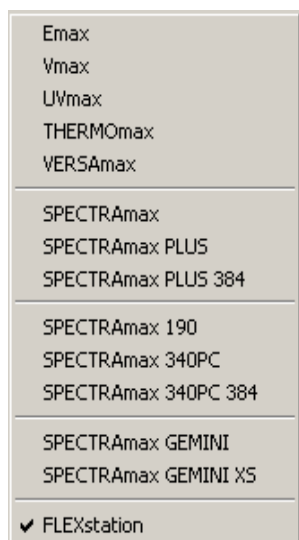 Emax
Vmax
UVmax
THERMOmax
VERSAmax
SPECTRAmax
SPECTRAmax PLUS
SPECTRAmax PLUS 384
SPECTRAmax 190
SPECTRAmax 340PC
SPECTRAmax 340PC 384
SPECTRAmax GEMINI
SPECTRAmax GEMINI XS
✓ FLEXstation